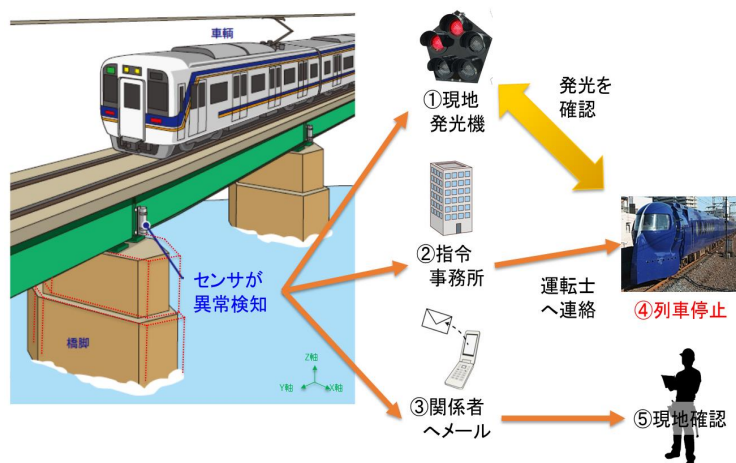 車輌
センサが
異常検知
橋脚
Z軸
Y軸
X軸
①現地
発光機
②指令
事務所
③関係者
へメール
発光を
確認
運転士
へ連絡
④列車停止
⑤現地確認